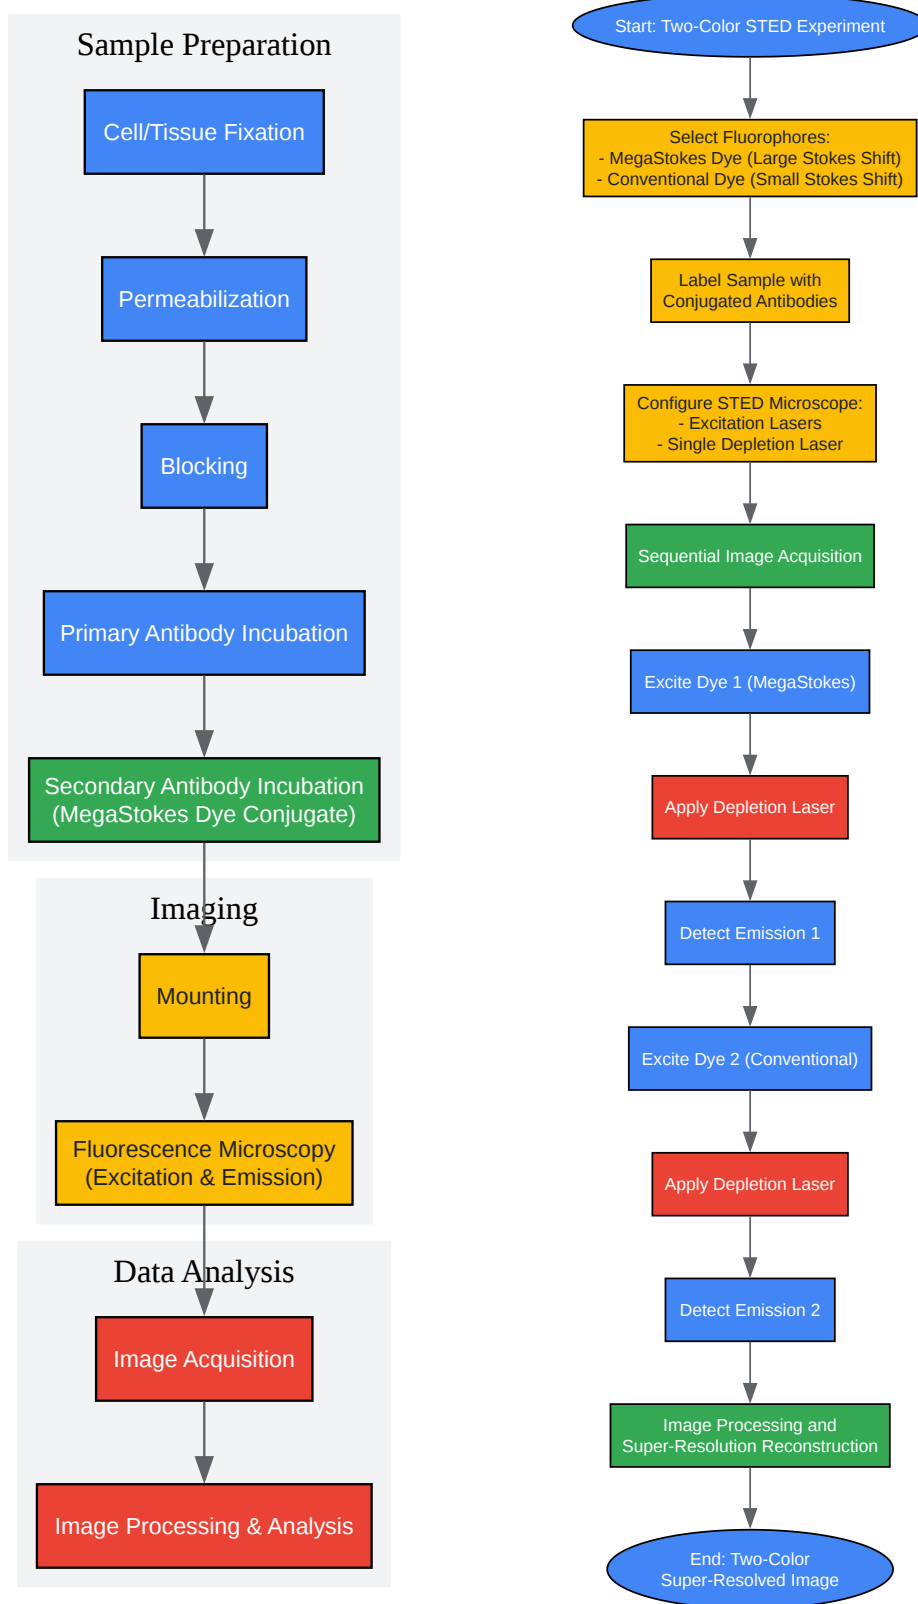 Sample Preparation
Cell/Tissue Fixation
Permeabilization
Blocking
Primary Antibody Incubation
Secondary Antibody Incubation
(MegaStokes Dye Conjugate)
Imaging
Mounting
Fluorescence Microscopy
(Excitation & Emission)
Data Analysis
Image Acquisition
Image Processing & Analysis
Start: Two-Color STED Experiment
Select Fluorophores:
- MegaStokes Dye (Large Stokes Shift)
- Conventional Dye (Small Stokes Shift)
Label Sample with
Conjugated Antibodies
Configure STED Microscope:
- Excitation Lasers
- Single Depletion Laser
Sequential Image Acquisition
Excite Dye 1 (MegaStokes)
Apply Depletion Laser
Detect Emission 1
Excite Dye 2 (Conventional)
Apply Depletion Laser
Detect Emission 2
Image Processing and
Super-Resolution Reconstruction
End: Two-Color
Super-Resolved Image